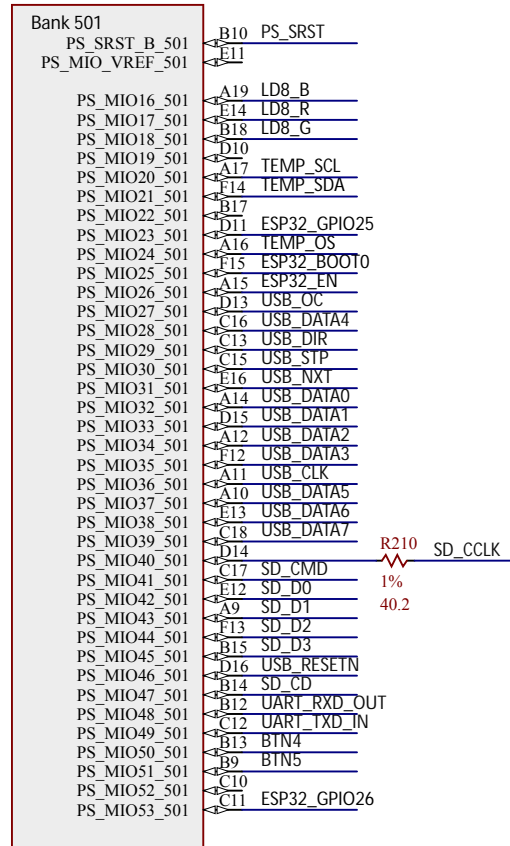 Bank 501
PS_SRST_B_501 B10 PS_SRST
PS_MIO_VREF_501 E11
PS_MIO16_501 A19 LD8_B
PS_MIO17_501 E14 LD8_R
PS_MIO18_501 B18 LD8_G
PS_MIO19_501 D10
PS_MIO20_501 A17 TEMP_SCL
PS_MIO21_501 F14 TEMP_SDA
PS_MIO22_501 B17
PS_MIO23_501 D11 ESP32_GPIO25
PS_MIO24_501 A16 TEMP_OS
PS_MIO25_501 F15 ESP32_BOOT0
PS_MIO26_501 A15 ESP32_EN
PS_MIO27_501 D13 USB_OC
PS_MIO28_501 C16 USB_DATA4
PS_MIO29_501 C13 USB_DIR
PS_MIO30_501 C15 USB_STP
PS_MIO31_501 E16 USB_NXT
PS_MIO32_501 A14 USB_DATA0
PS_MIO33_501 D15 USB_DATA1
PS_MIO34_501 A12 USB_DATA2
PS_MIO35_501 F12 USB_DATA3
PS_MIO36_501 A11 USB_CLK
PS_MIO37_501 A10 USB_DATA5
PS_MIO38_501 E13 USB_DATA6
PS_MIO39_501 C18 USB_DATA7
PS_MIO40_501 D14 R210 SD_CCLK
1%
40.2
PS_MIO41_501 C17 SD_CMD
PS_MIO42_501 E12 SD_D0
PS_MIO43_501 A9 SD_D1
PS_MIO44_501 F13 SD_D2
PS_MIO45_501 B15 SD_D3
PS_MIO46_501 D16 USB_RESETN
PS_MIO47_501 B14 SD_CD
PS_MIO48_501 B12 UART_RXD_OUT
PS_MIO49_501 C12 UART_TXD_IN
PS_MIO50_501 B13 BTN4
PS_MIO51_501 B9 BTN5
PS_MIO52_501 C10
PS_MIO53_501 C11 ESP32_GPIO26